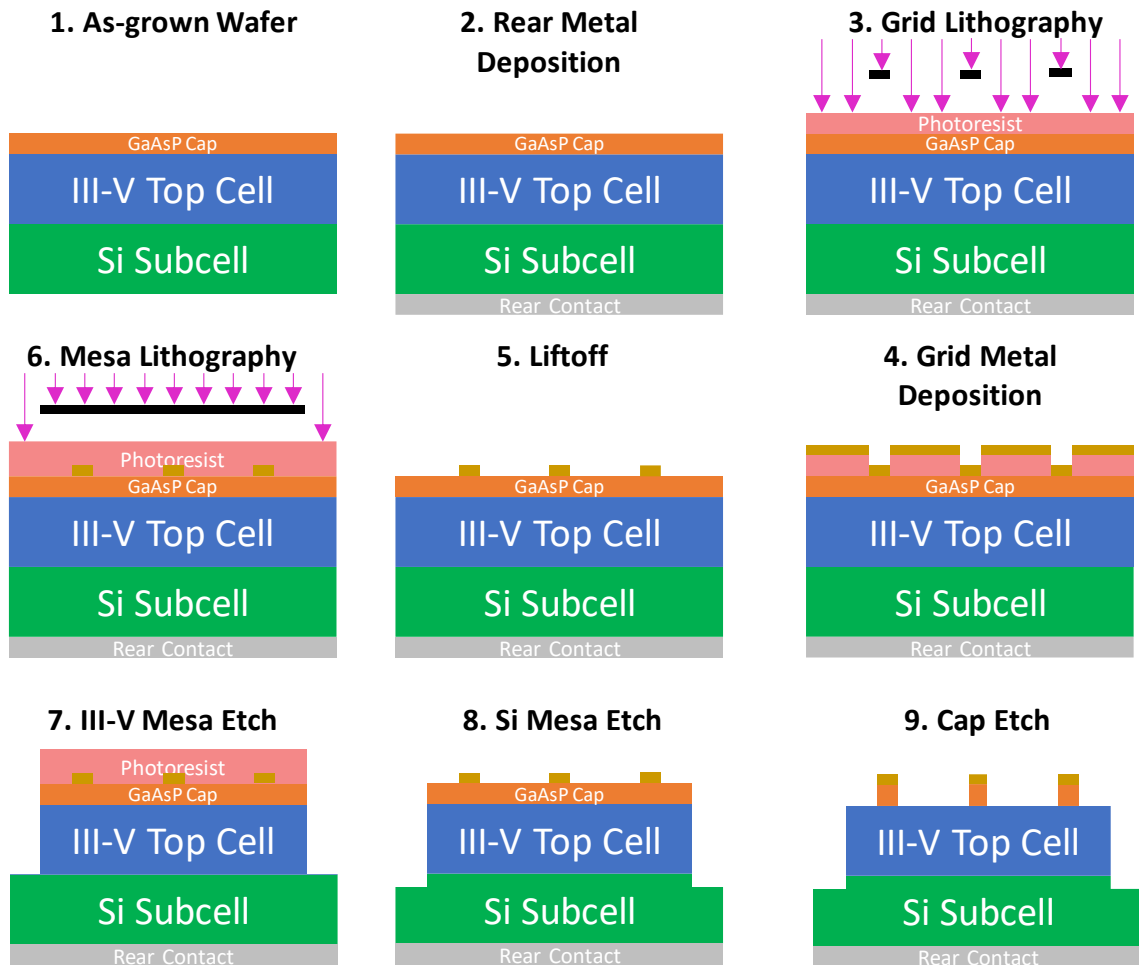 1. As-grown Wafer
GaAsP Cap
III-V Top Cell
Si Subcell
2. Rear Metal
Deposition
GaAsP Cap
III-V Top Cell
Si Subcell
Rear Contact
3. Grid Lithography
Photoresist
GaAsP Cap
III-V Top Cell
Si Subcell
Rear Contact
6. Mesa Lithography
Photoresist
GaAsP Cap
III-V Top Cell
Si Subcell
Rear Contact
5. Liftoff
GaAsP Cap
III-V Top Cell
Si Subcell
Rear Contact
4. Grid Metal
Deposition
GaAsP Cap
III-V Top Cell
Si Subcell
Rear Contact
7. III-V Mesa Etch
Photoresist
GaAsP Cap
III-V Top Cell
Si Subcell
Rear Contact
8. Si Mesa Etch
GaAsP Cap
III-V Top Cell
Si Subcell
Rear Contact
9. Cap Etch
III-V Top Cell
Si Subcell
Rear Contact